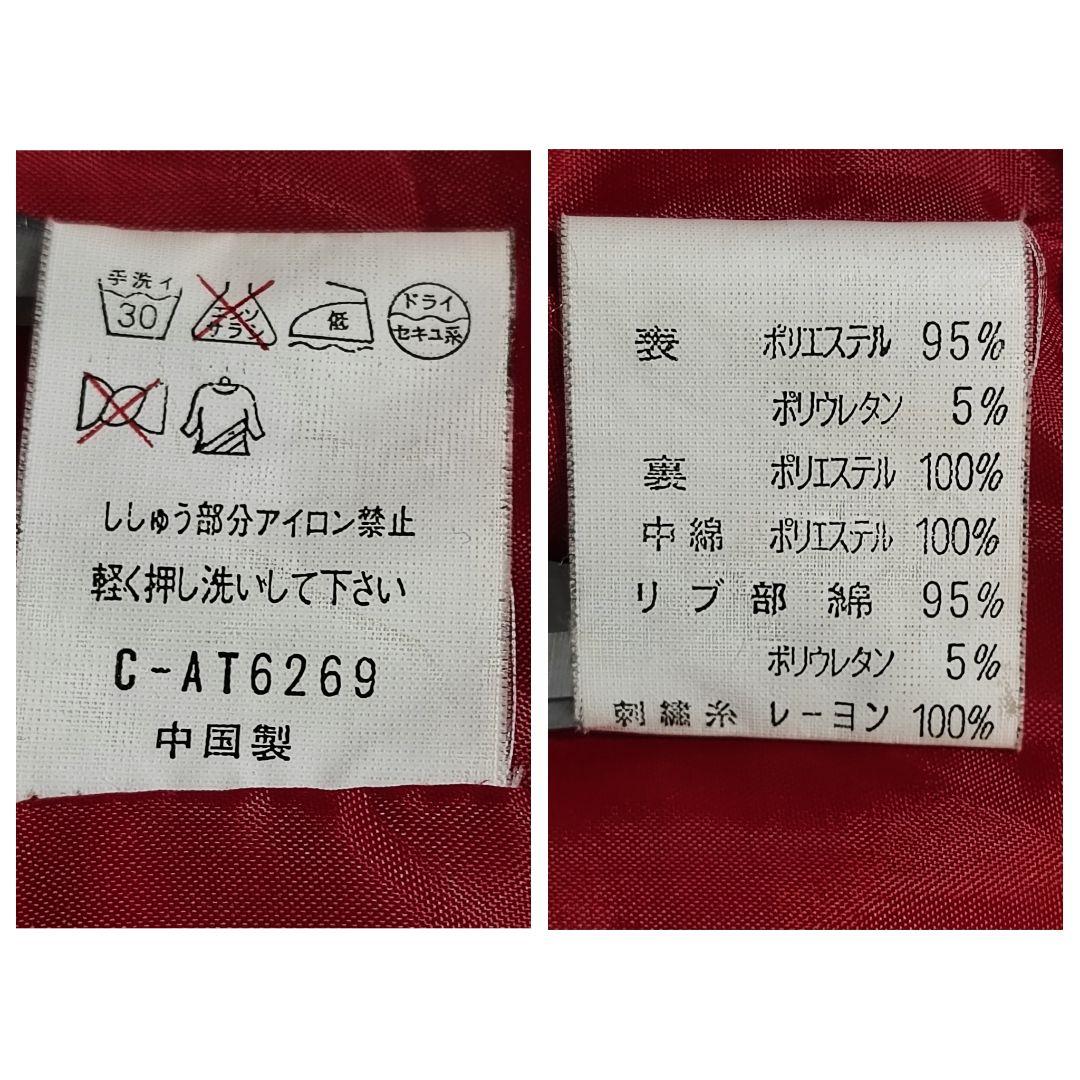 手洗イ
30
エンソ
サラシ
低
ドライ
セキユ系
ししゅう部分アイロン禁止
軽く押し洗いして下さい
C-AT6269
中国製
表 ポリエステル 95%
ポリウレタン 5%
裏 ポリエステル 100%
中綿 ポリエステル 100%
リブ部 綿 95%
ポリウレタン 5%
刺繍糸 レーヨン 100%